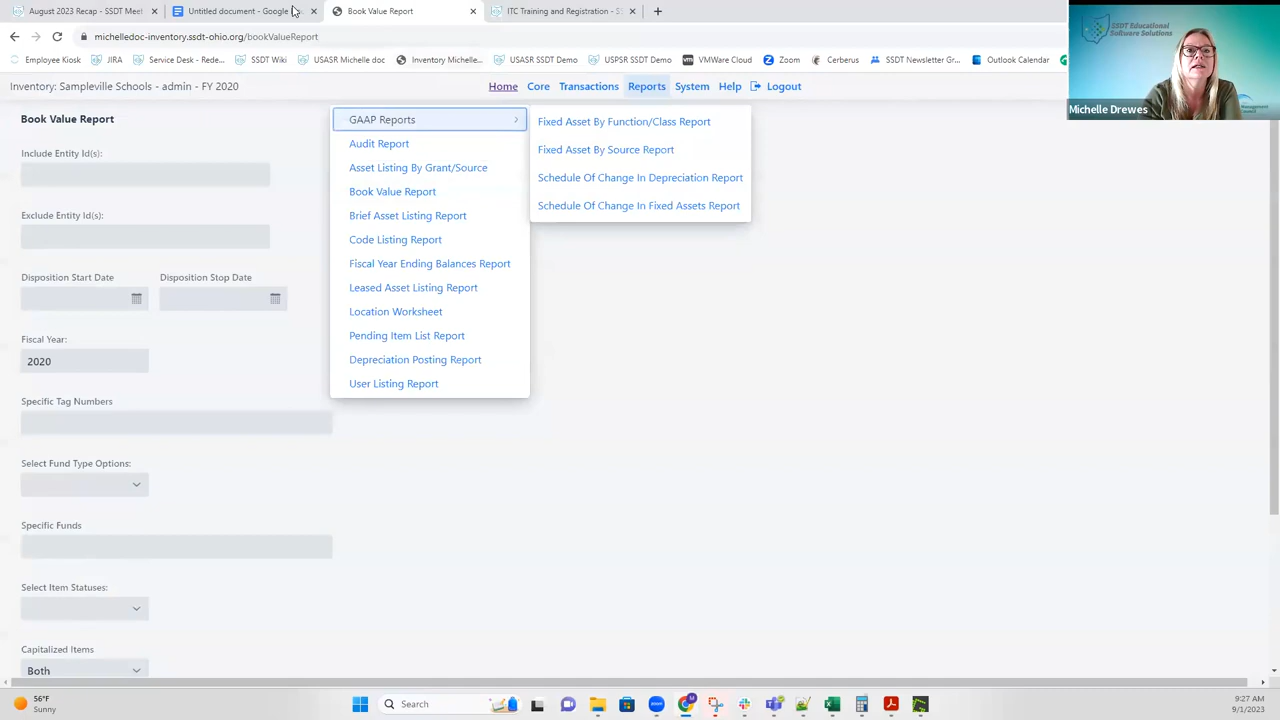 August 2023 Recap - SSDT Meet
Untitled document - Google
Book Value Report
ITC Training and Registration - S
michelledoc-inventory.ssdt-ohio.org/bookValueReport
Employee Kiosk
JIRA
Service Desk - Rede...
SSDT Wiki
USASR Michelle doc
Inventory Michelle...
USASR SSDT Demo
USPSR SSDT Demo
VMWare Cloud
Zoom
Cerberus
SSDT Newsletter Gr...
Outlook Calendar
SSDT Educational
Software Solutions
Management
Council
Michelle Drewes
Inventory: Sampleville Schools - admin - FY 2020
Home
Core
Transactions
Reports
System
Help
Logout
Book Value Report
Include Entity Id(s):
Exclude Entity Id(s):
Disposition Start Date
Disposition Stop Date
Fiscal Year:
2020
Specific Tag Numbers
Select Fund Type Options:
Specific Funds
Select Item Statuses:
Capitalized Items
Both
GAAP Reports
Audit Report
Asset Listing By Grant/Source
Book Value Report
Brief Asset Listing Report
Code Listing Report
Fiscal Year Ending Balances Report
Leased Asset Listing Report
Location Worksheet
Pending Item List Report
Depreciation Posting Report
User Listing Report
Fixed Asset By Function/Class Report
Fixed Asset By Source Report
Schedule Of Change In Depreciation Report
Schedule Of Change In Fixed Assets Report
56°F
Sunny
Search
M
9:27 AM
9/1/2023